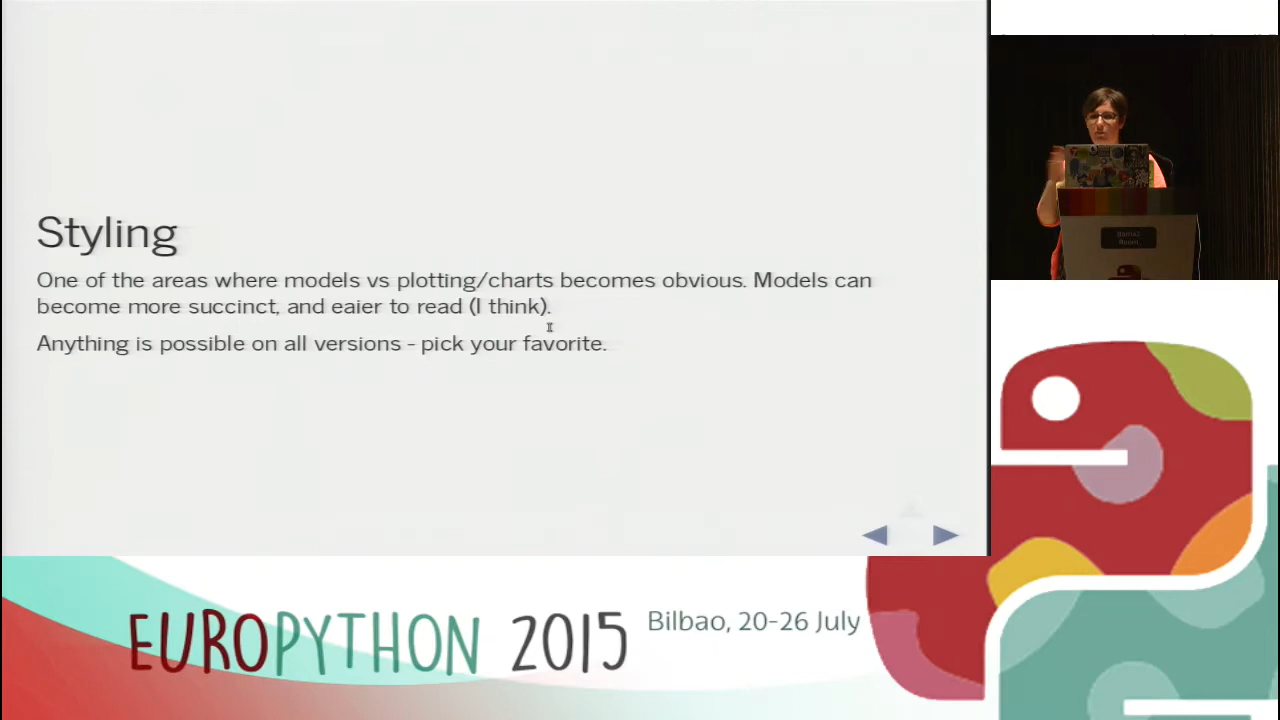 Styling
One of the areas where models vs plotting/charts becomes obvious. Models can
become more succinct, and eaier to read (I think).
Anything is possible on all versions - pick your favorite.
Room
EUROPYTHON 2015
Bilbao, 20-26 July